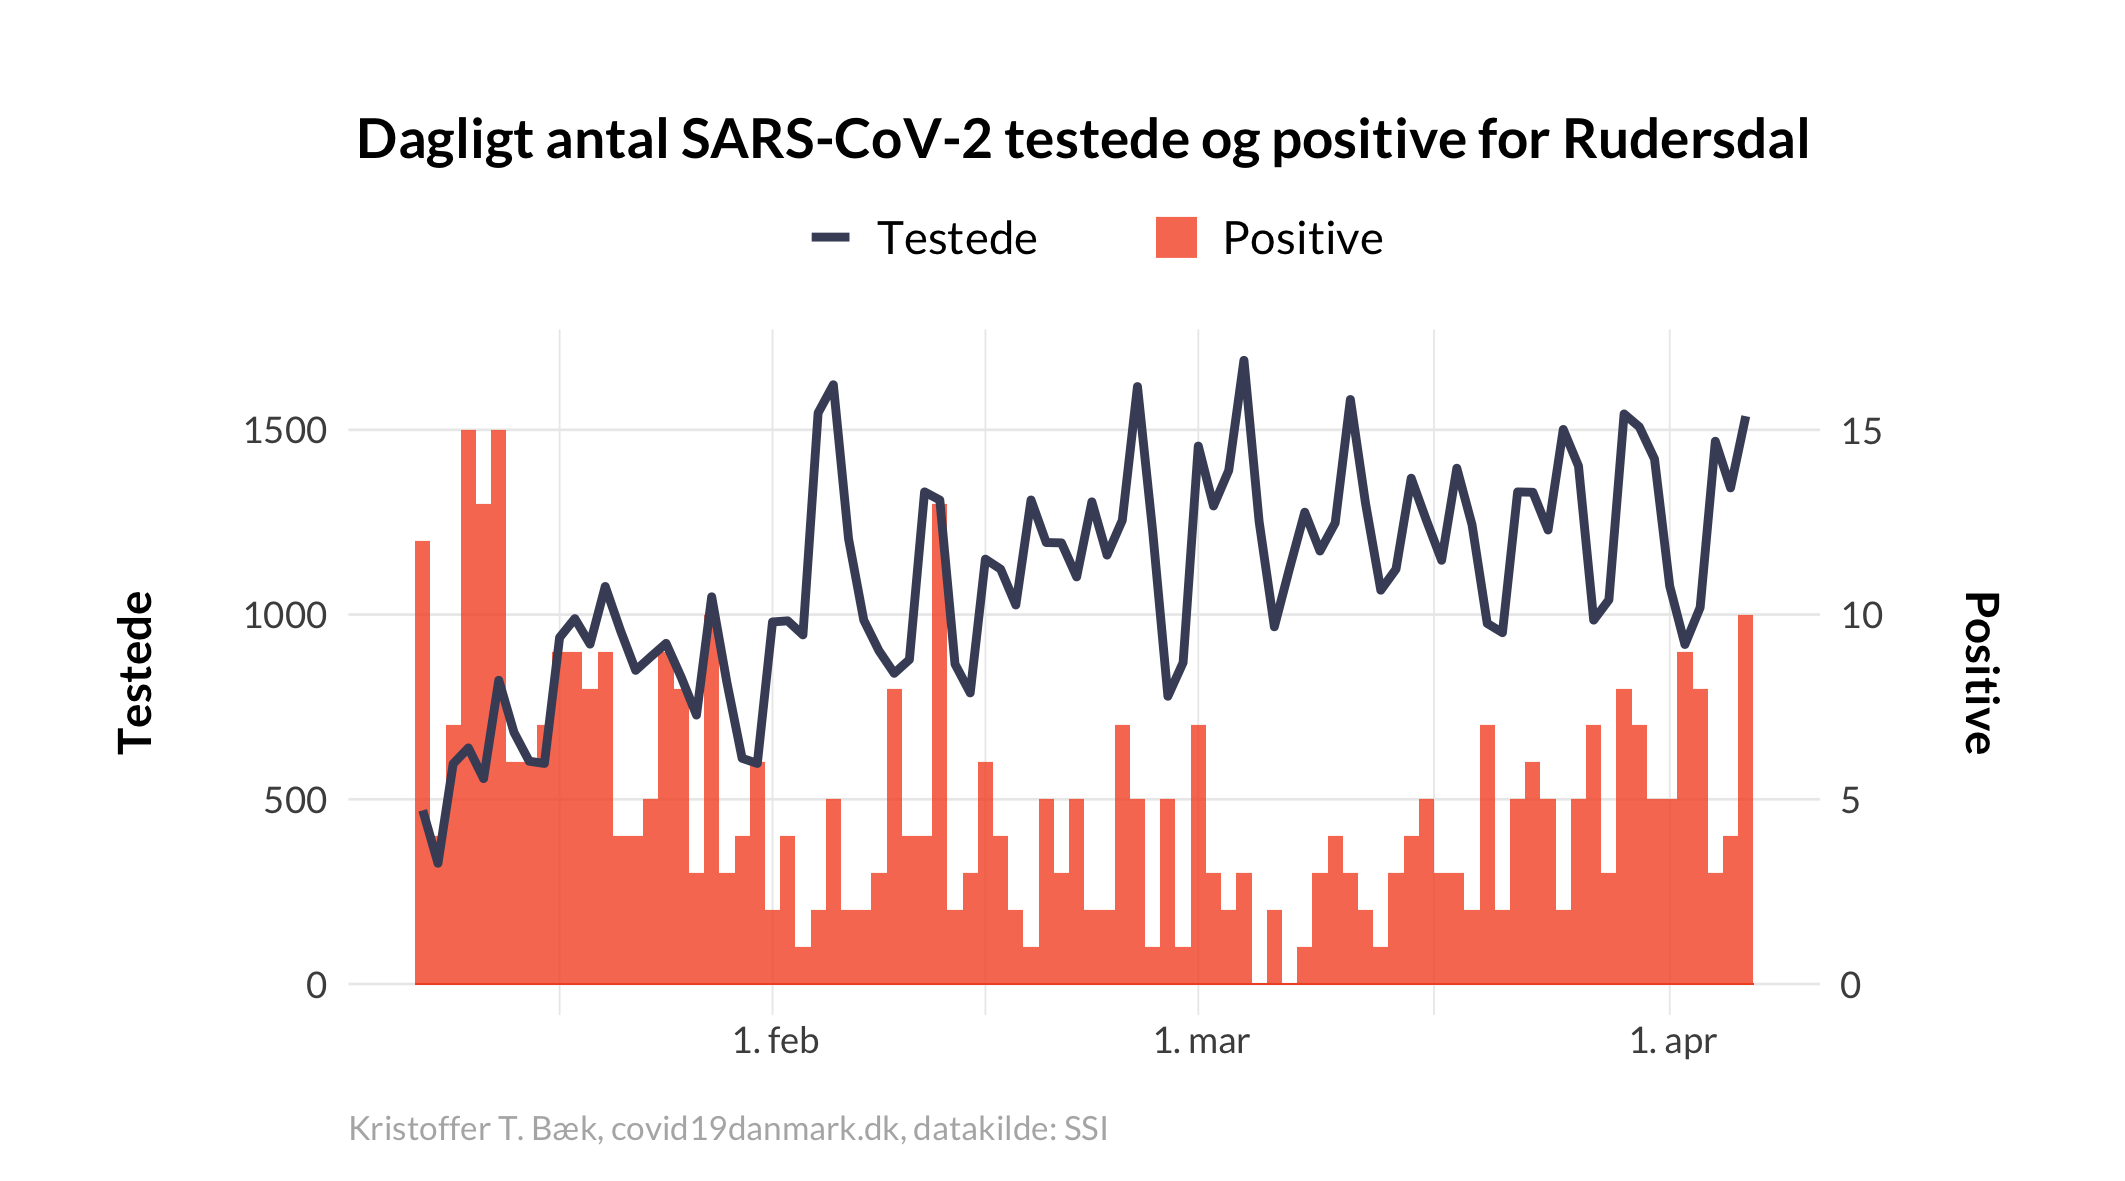 Dagligt antal SARS-CoV-2 testede og positive for Rudersdal
Testede Positive
1500 15
1000 10
500 5
0 0
Testede
Positive
1. feb 1. mar 1. apr
Kristoffer T. Bæk, covid19danmark.dk, datakilde: SSI